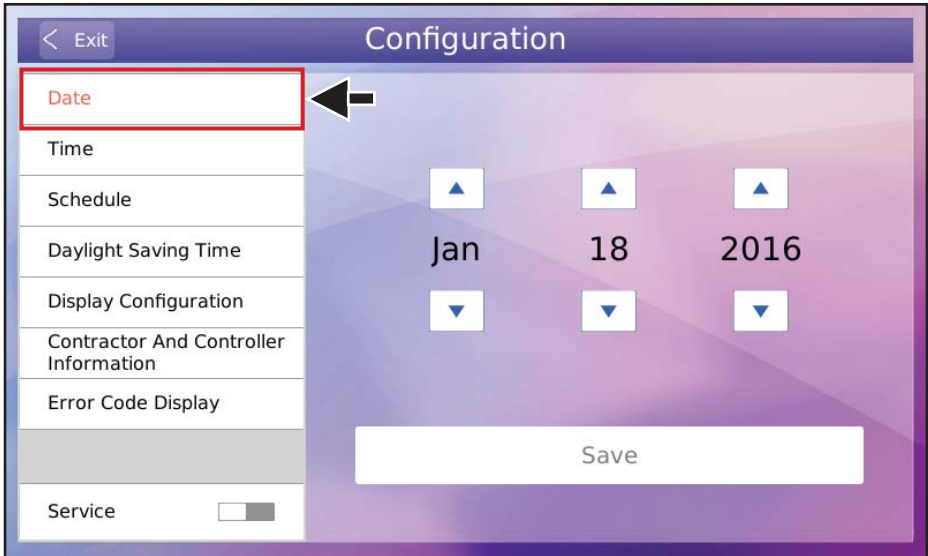 Exit
Configuration
Date
Time
Schedule
Daylight Saving Time
Display Configuration
Contractor And Controller
Information
Error Code Display
Service
Jan 18 2016
Save